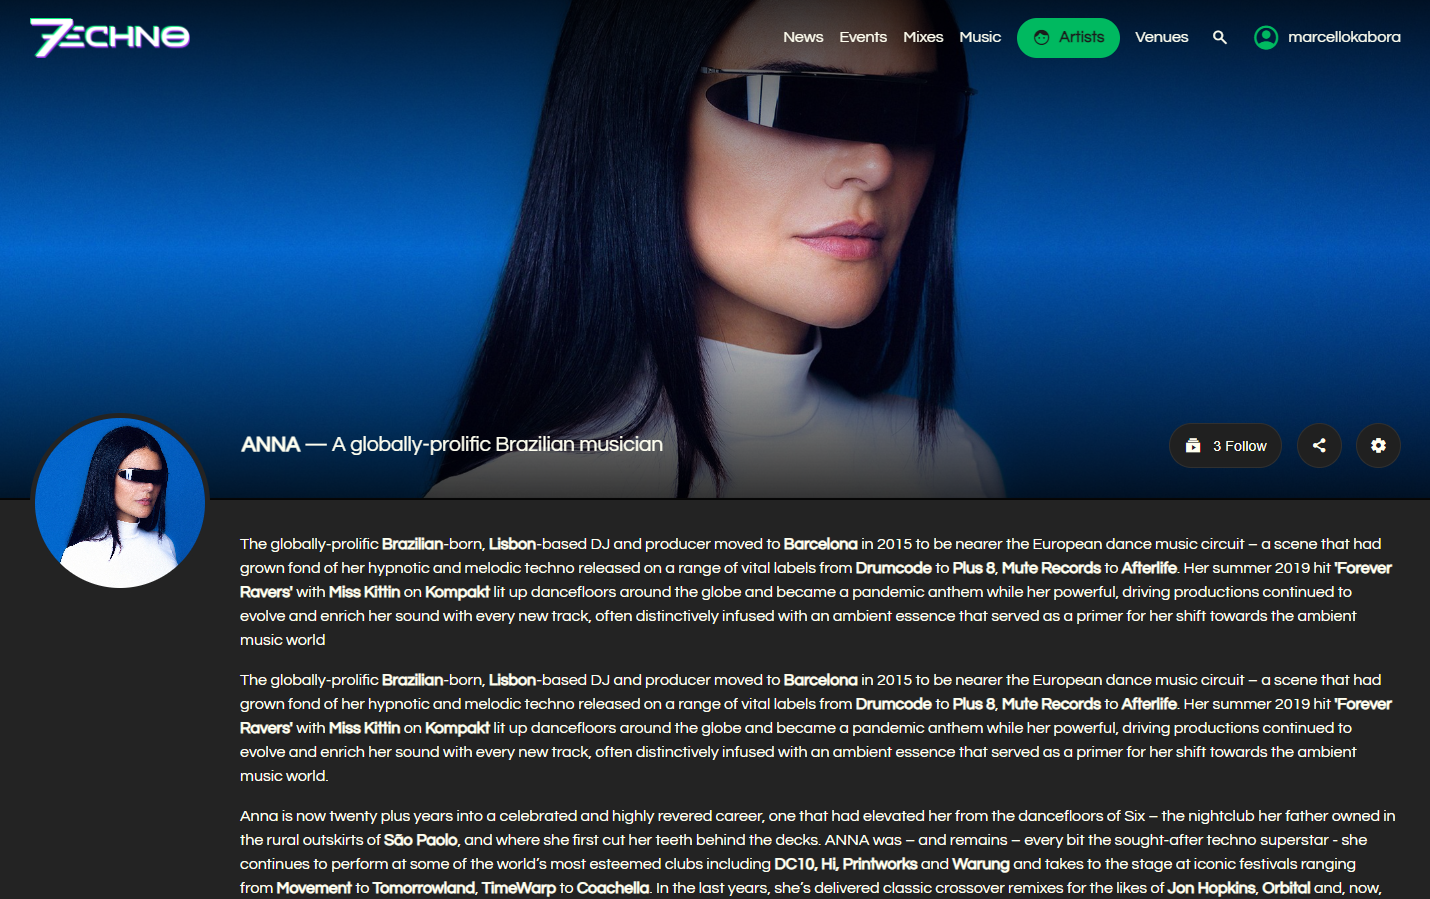 7ECHNO
News Events Mixes Music Artists Venues marcellokabora
ANNA — A globally-prolific Brazilian musician
3 Follow
The globally-prolific Brazilian-born, Lisbon-based DJ and producer moved to Barcelona in 2015 to be nearer the European dance music circuit – a scene that had
grown fond of her hypnotic and melodic techno released on a range of vital labels from Drumcode to Plus 8, Mute Records to Afterlife. Her summer 2019 hit 'Forever
Ravers' with Miss Kittin on Kompakt lit up dancefloors around the globe and became a pandemic anthem while her powerful, driving productions continued to
evolve and enrich her sound with every new track, often distinctively infused with an ambient essence that served as a primer for her shift towards the ambient
music world
The globally-prolific Brazilian-born, Lisbon-based DJ and producer moved to Barcelona in 2015 to be nearer the European dance music circuit – a scene that had
grown fond of her hypnotic and melodic techno released on a range of vital labels from Drumcode to Plus 8, Mute Records to Afterlife. Her summer 2019 hit 'Forever
Ravers' with Miss Kittin on Kompakt lit up dancefloors around the globe and became a pandemic anthem while her powerful, driving productions continued to
evolve and enrich her sound with every new track, often distinctively infused with an ambient essence that served as a primer for her shift towards the ambient
music world.
Anna is now twenty plus years into a celebrated and highly revered career, one that had elevated her from the dancefloors of Six – the nightclub her father owned in
the rural outskirts of São Paolo, and where she first cut her teeth behind the decks. ANNA was – and remains – every bit the sought-after techno superstar - she
continues to perform at some of the world's most esteemed clubs including DC10, Hi, Printworks and Warung and takes to the stage at iconic festivals ranging
from Movement to Tomorrowland, TimeWarp to Coachella. In the last years, she's delivered classic crossover remixes for the likes of Jon Hopkins, Orbital and, now,